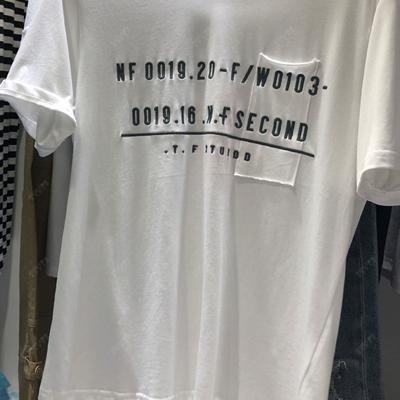 NF 0019.20-F/W0103-
0019.16 .N.F SECOND